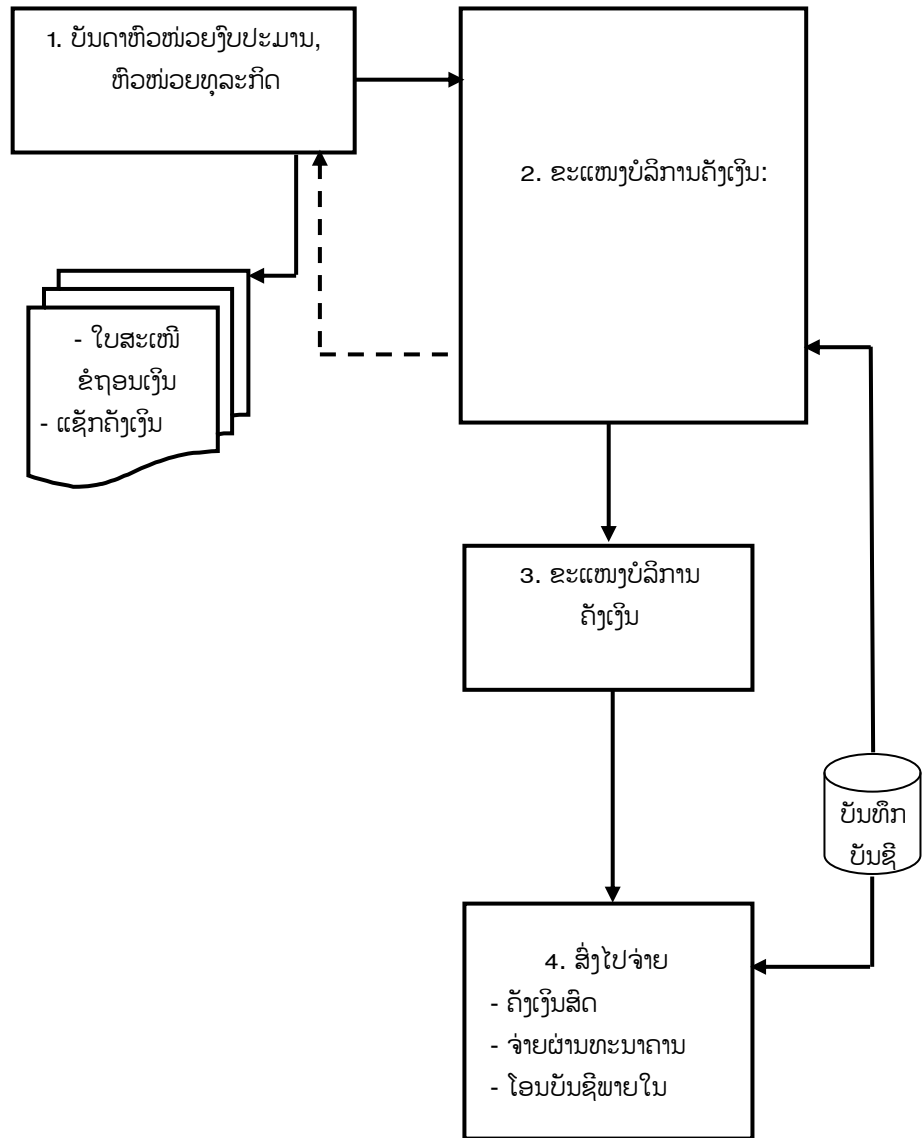 1. ບັນດາຫົວໜ່ວຍງົບປະມານ,
ຫົວໜ່ວຍທຸລະກິດ
2. ຂະແໜງບໍລິການຄັງເງິນ:
- ໃບສະເໜີ
ຂໍຖອນເງິນ
- ແຊັກຄັງເງິນ
3. ຂະແໜງບໍລິການ
ຄັງເງິນ
ບັນທຶກ
ບັນຊີ
4. ສົ່ງໄປຈ່າຍ
- ຄັງເງິນສົດ
- ຈ່າຍຜ່ານທະນາຄານ
- ໂອນບັນຊີພາຍໃນ